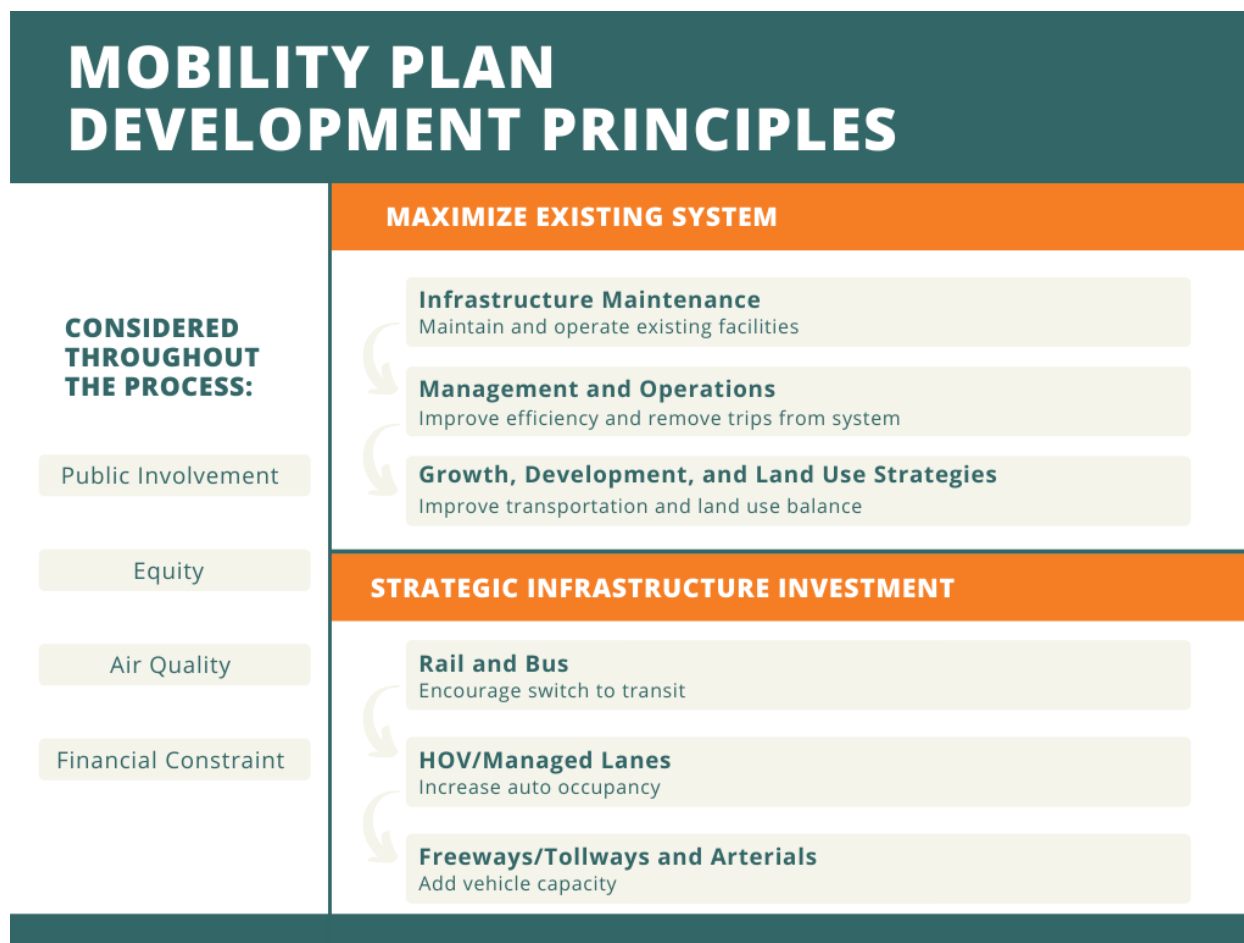 MOBILITY PLAN
DEVELOPMENT PRINCIPLES
CONSIDERED
THROUGHOUT
THE PROCESS:
Public Involvement
Equity
Air Quality
Financial Constraint
MAXIMIZE EXISTING SYSTEM
Infrastructure Maintenance
Maintain and operate existing facilities
Management and Operations
Improve efficiency and remove trips from system
Growth, Development, and Land Use Strategies
Improve transportation and land use balance
STRATEGIC INFRASTRUCTURE INVESTMENT
Rail and Bus
Encourage switch to transit
HOV/Managed Lanes
Increase auto occupancy
Freeways/Tollways and Arterials
Add vehicle capacity